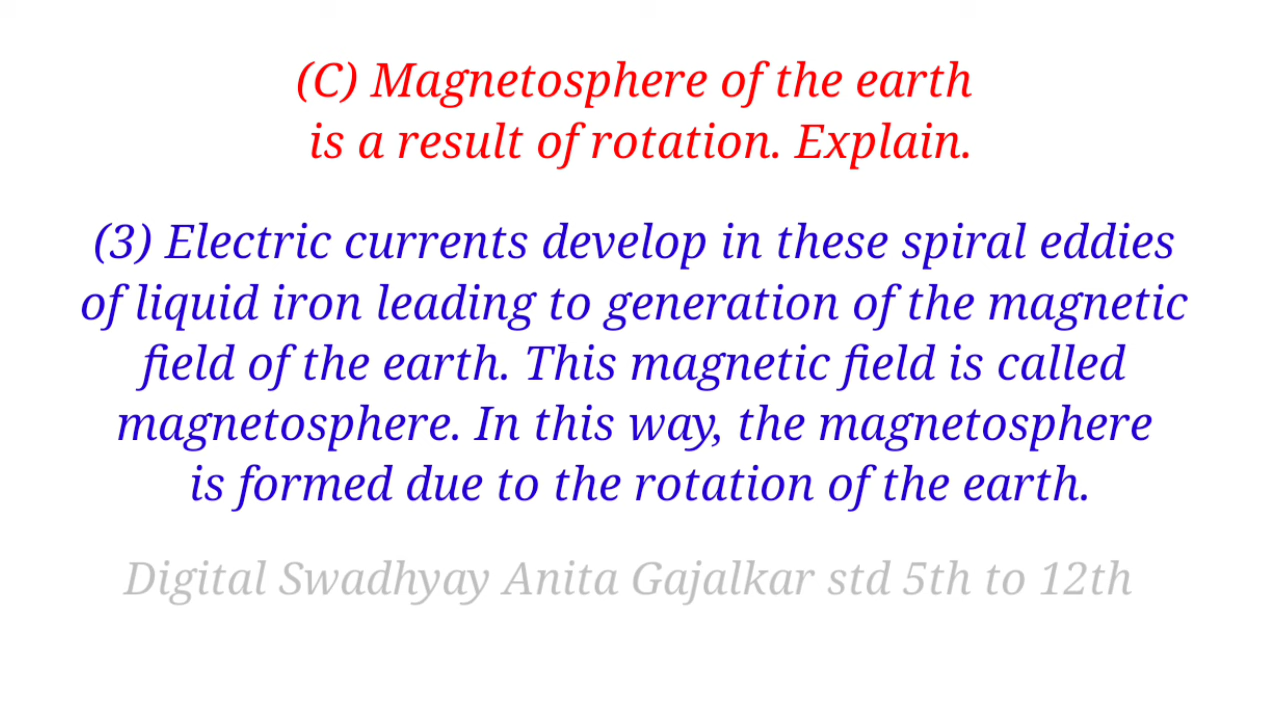 (C) Magnetosphere of the earth
is a result of rotation. Explain.
(3) Electric currents develop in these spiral eddies
of liquid iron leading to generation of the magnetic
field of the earth. This magnetic field is called
magnetosphere. In this way, the magnetosphere
is formed due to the rotation of the earth.
Digital Swadhyay Anita Gajalkar std 5th to 12th